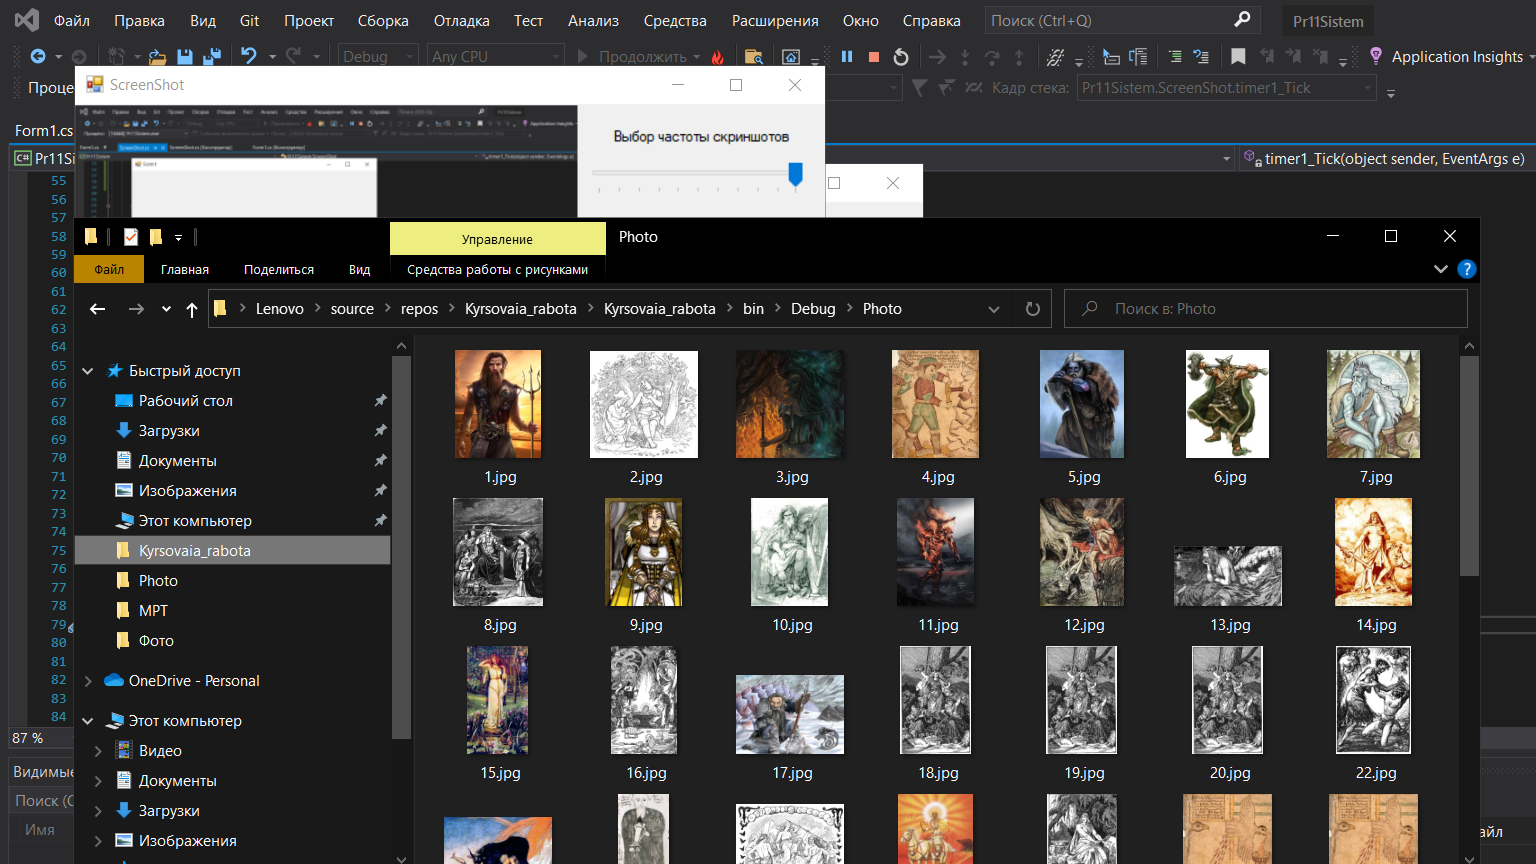 Файл Правка Вид Git Проект Сборка Отладка Тест Анализ Средства Расширения Окно Справка Поиск (Ctrl+Q) Pr11Sistem
Debug Any CPU Продолжить Application Insights
Проце
ScreenShot
Кадр стека: Pr11Sistem.ScreenShot.timer1_Tick
Form1.cs
Выбор частоты скриншотов
C# Pr11Si
timer1_Tick(object sender, EventArgs e)
55
56
57
58
59
60
61
62
63
64
65
66
67
68
69
70
71
72
73
74
75
76
77
78
79
80
81
82
83
84
87 %
Видимые
Поиск (С
Имя
айл
Управление Photo
Файл Главная Поделиться Вид Средства работы с рисунками
Lenovo source repos Kyrsovaia_rabota Kyrsovaia_rabota bin Debug Photo Поиск в: Photo
Быстрый доступ
Рабочий стол
Загрузки
Документы
Изображения
Этот компьютер
Kyrsovaia_rabota
Photo
МРТ
Фото
OneDrive - Personal
Этот компьютер
Видео
Документы
Загрузки
Изображения
1.jpg 2.jpg 3.jpg 4.jpg 5.jpg 6.jpg 7.jpg
8.jpg 9.jpg 10.jpg 11.jpg 12.jpg 13.jpg 14.jpg
15.jpg 16.jpg 17.jpg 18.jpg 19.jpg 20.jpg 22.jpg